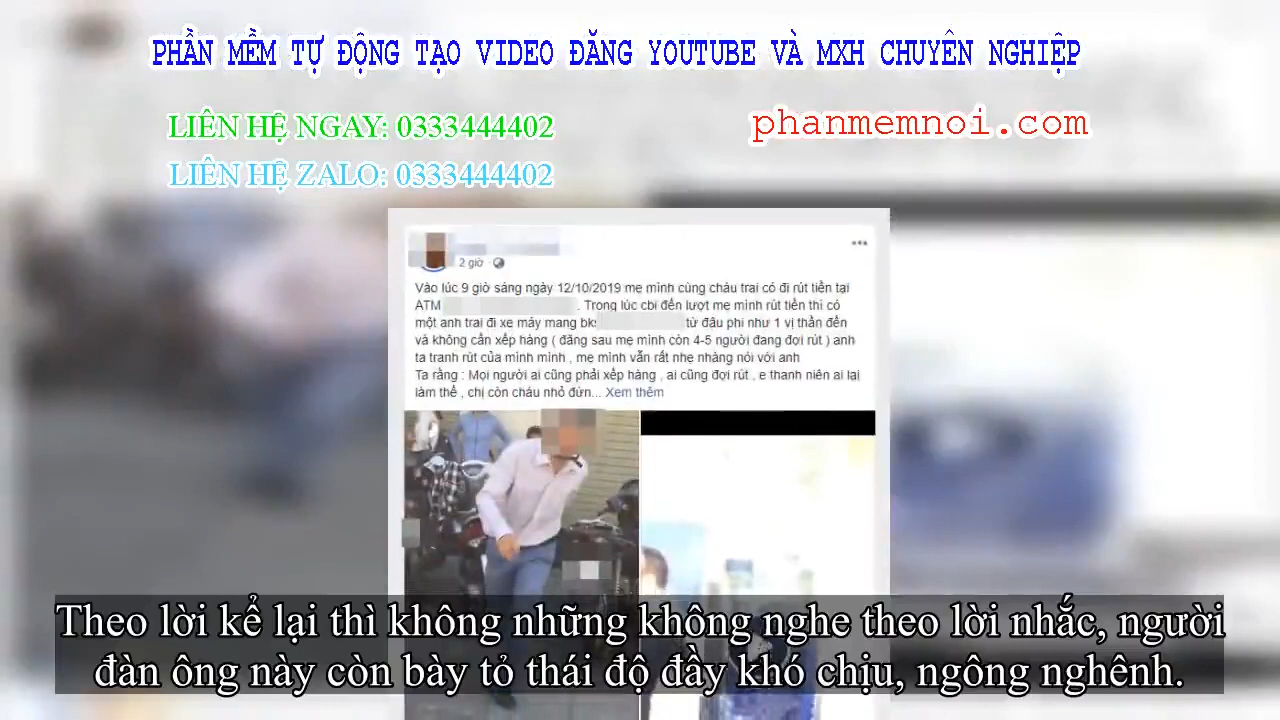 PHẦN MỀM TỰ ĐỘNG TẠO VIDEO ĐĂNG YOUTUBE VÀ MXH CHUYÊN NGHIỆP
LIÊN HỆ NGAY: 0333444402
phanmemnoi.com
LIÊN HỆ ZALO: 0333444402
2 giờ
Vào lúc 9 giờ sáng ngày 12/10/2019 mẹ mình cùng cháu trai có đi rút tiền tại
ATM . Trong lúc cbi đến lượt mẹ mình rút tiền thì có
một anh trai đi xe máy mang bks từ đâu phi như 1 vị thần đến
và không cần xếp hàng ( đằng sau mẹ mình còn 4-5 người đang đợi rút ) anh
ta tranh rút của mình mình , mẹ mình vẫn rất nhẹ nhàng nói với anh
Ta rằng : Mọi người ai cũng phải xếp hàng , ai cũng đợi rút , e thanh niên ai lại
làm thế , chị còn cháu nhỏ đứn... Xem thêm
Theo lời kể lại thì không những không nghe theo lời nhắc, người
đàn ông này còn bày tỏ thái độ đầy khó chịu, ngông nghênh.